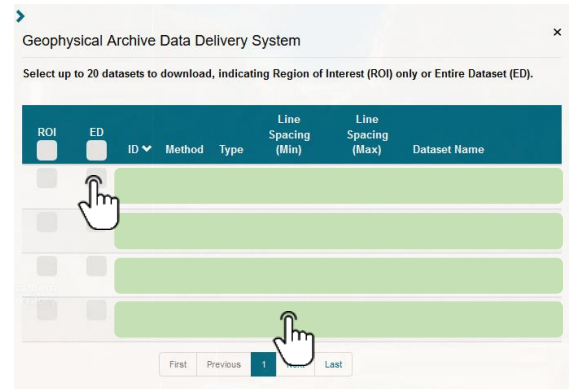 Geophysical Archive Data Delivery System
×
Select up to 20 datasets to download, indicating Region of Interest (ROI) only or Entire Dataset (ED).
ROI ED ID Method Type Line Spacing (Min) Line Spacing (Max) Dataset Name
First Previous 1 Last